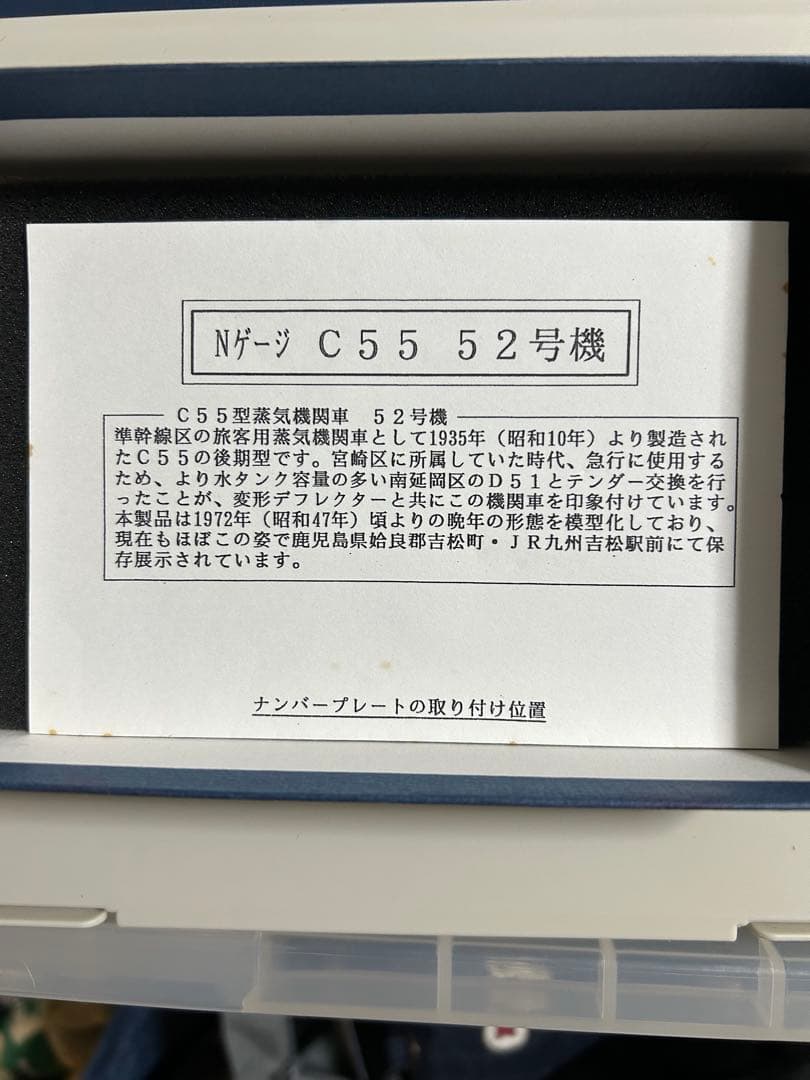 Nゲージ C55 52号機
C55型蒸気機関車 52号機
準幹線区の旅客用蒸気機関車として1935年（昭和10年）より製造され
たC55の後期型です。宮崎区に所属していた時代、急行に使用する
ため、より水タンク容量の多い南延岡区のD51とテンダー交換を行
ったことが、変形デフレクターと共にこの機関車を印象付けています。
本製品は1972年（昭和47年）頃よりの晩年の形態を模型化しており、
現在もほぼこの姿で鹿児島県姶良郡吉松町・JR九州吉松駅前にて保
存展示されています。
ナンバープレートの取り付け位置